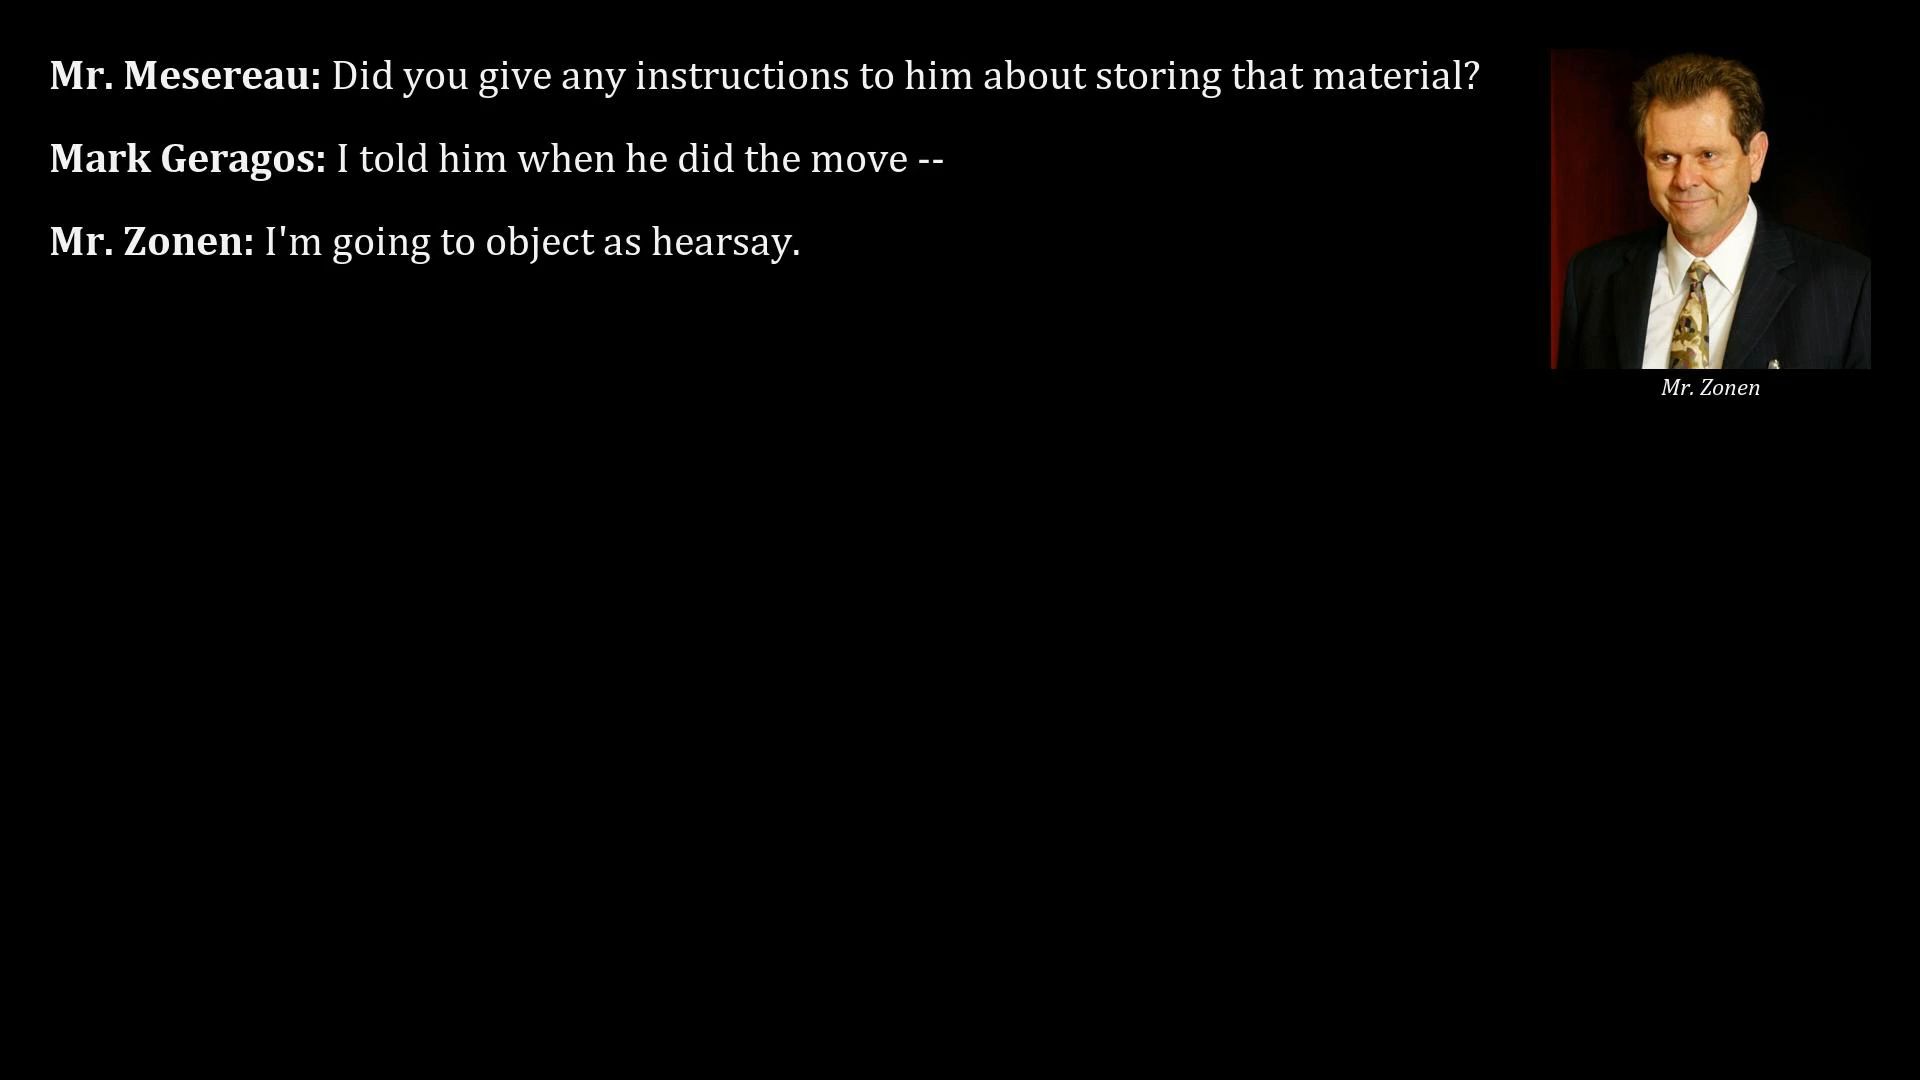 Mr. Mesereau: Did you give any instructions to him about storing that material?
Mark Geragos: I told him when he did the move --
Mr. Zonen: I'm going to object as hearsay.
Mr. Zonen